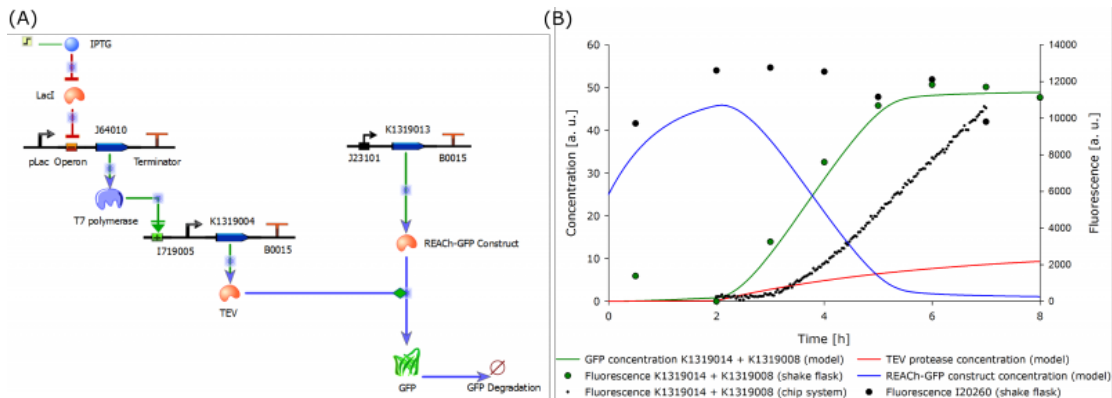 (A)
IPTG
LacI
J64010
pLac Operon Terminator
T7 polymerase
K1319004
I719005 B0015
TEV
K1319013
J23101 B0015
REACh-GFP Construct
GFP
GFP Degradation
(B)
Concentration [a. u.]
60
50
40
30
20
10
0
Fluorescence [a. u.]
14000
12000
10000
8000
6000
4000
2000
0
0 2 4 6 8
Time [h]
GFP concentration K1319014 + K1319008 (model)
Fluorescence K1319014 + K1319008 (shake flask)
Fluorescence K1319014 + K1319008 (chip system)
TEV protease concentration (model)
REACh-GFP construct concentration (model)
Fluorescence I20260 (shake flask)